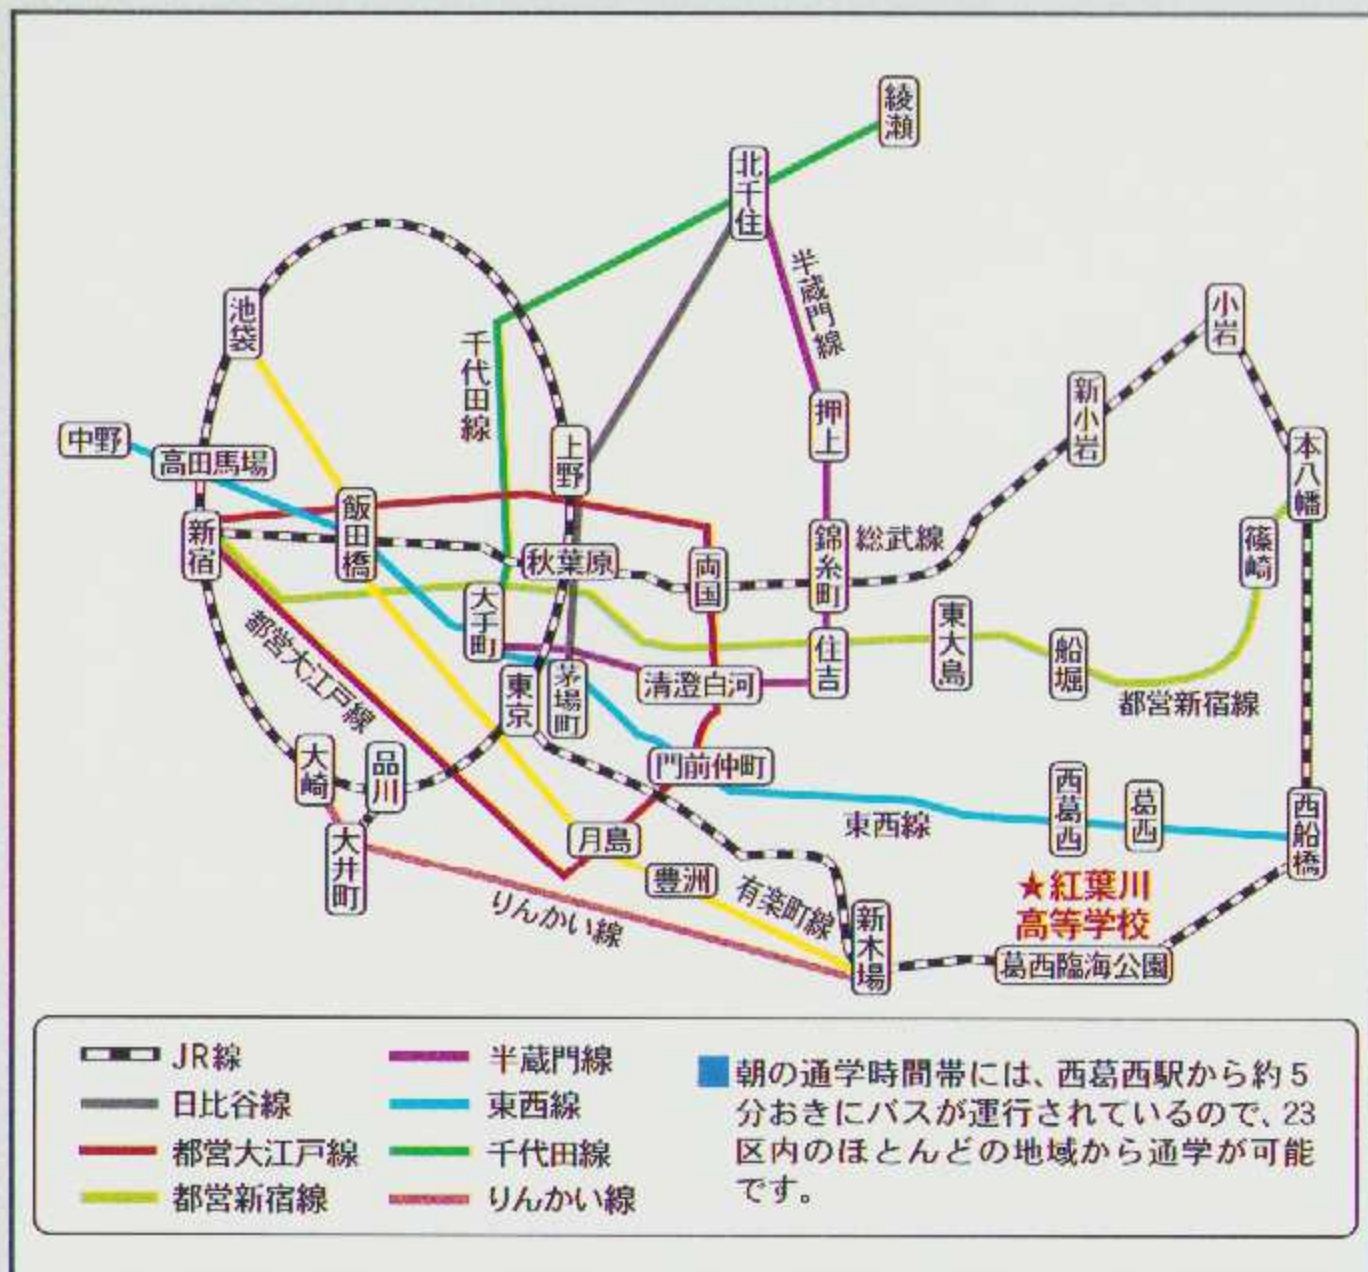 綾瀬
北千住
半蔵門線
池袋
千代田線
小岩
新小岩
押上
中野
高田馬場
上野
本八幡
飯田橋
新宿
秋葉原
両国
錦糸町
総武線
篠崎
大手町
都営大江戸線
東京
茅場町
清澄白河
住吉
東大島
船堀
都営新宿線
大崎
品川
門前仲町
西葛西
葛西
西船橋
大井町
月島
東西線
豊洲
有楽町線
りんかい線
新木場
★紅葉川
高等学校
葛西臨海公園
JR線
日比谷線
都営大江戸線
都営新宿線
半蔵門線
東西線
千代田線
りんかい線
■朝の通学時間帯には、西葛西駅から約5
分おきにバスが運行されているので、23
区内のほとんどの地域から通学が可能
です。